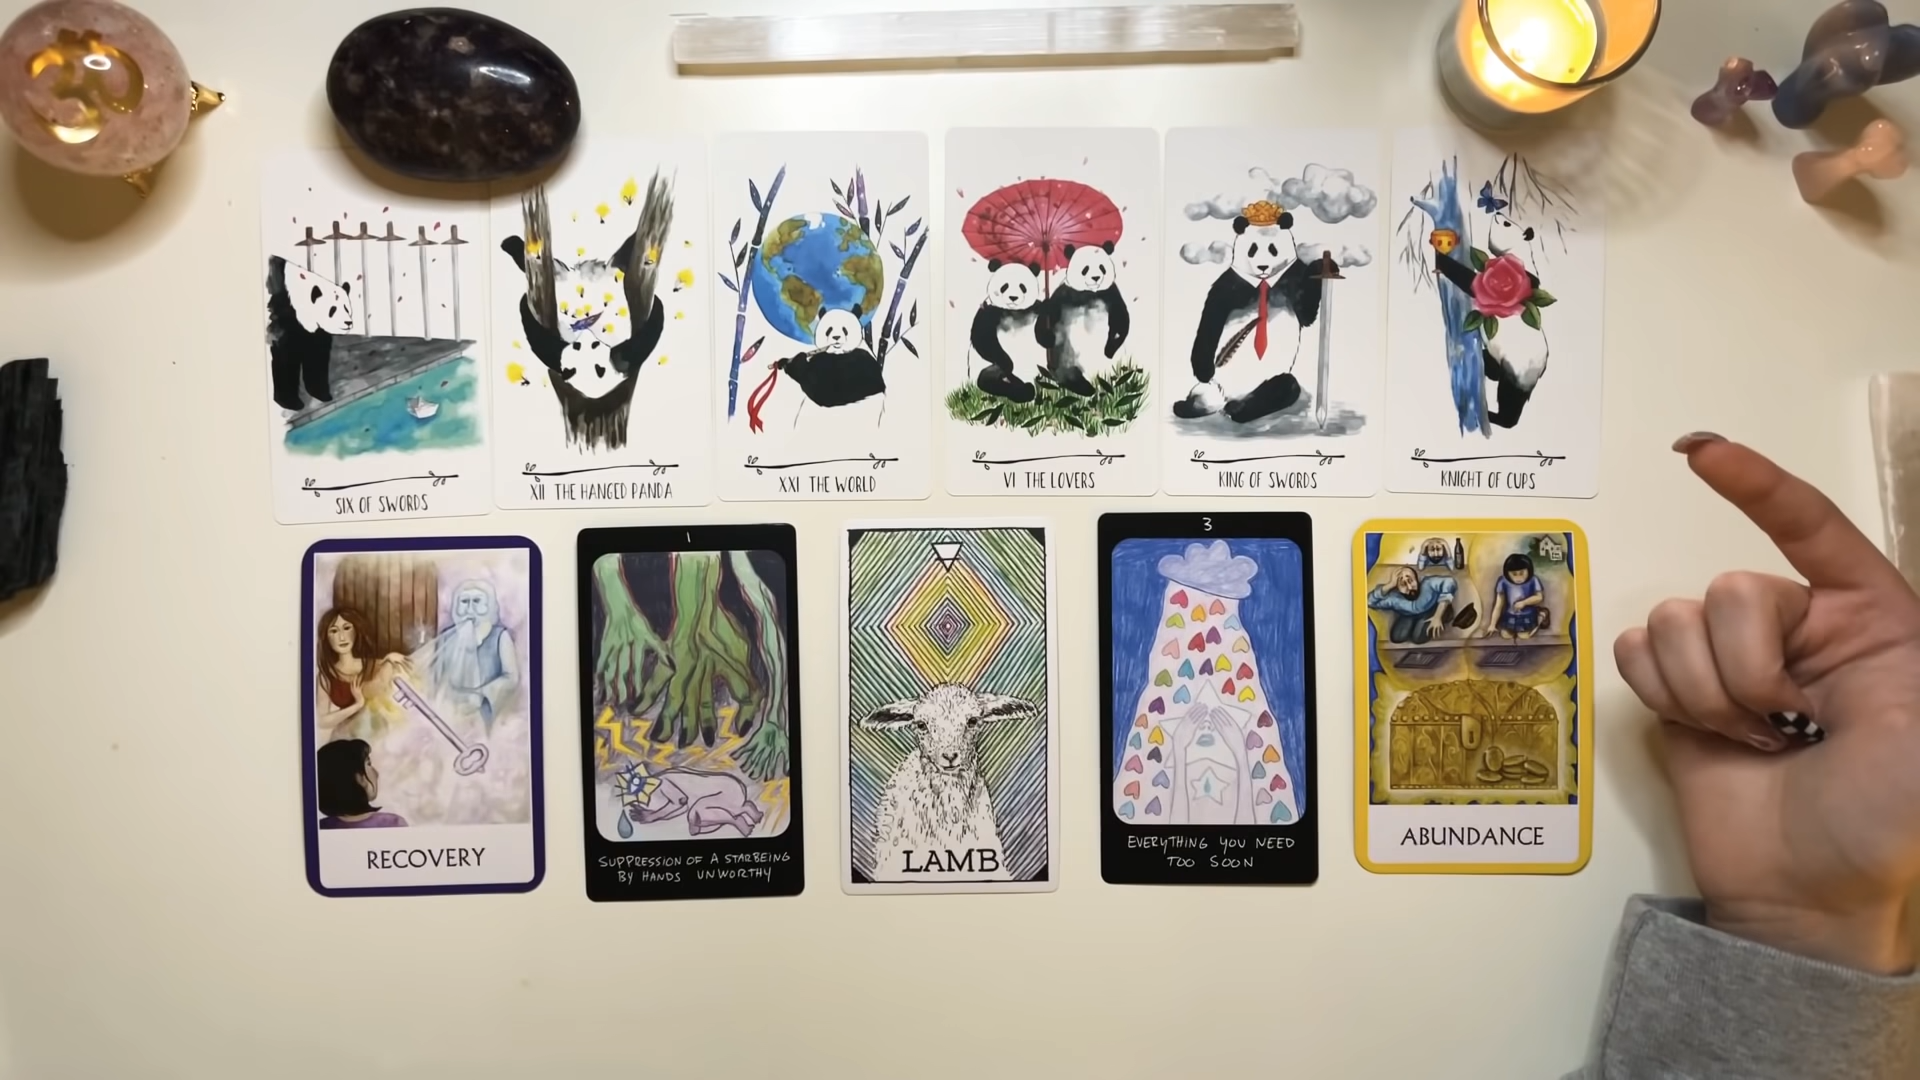 SIX OF SWORDS
XII THE HANGED PANDA
XXI THE WORLD
VI THE LOVERS
KING OF SWORDS
KNIGHT OF CUPS
RECOVERY
1
SUPPRESSION OF A STARBEING
BY HANDS UNWORTHY
LAMB
3
EVERYTHING YOU NEED
TOO SOON
ABUNDANCE